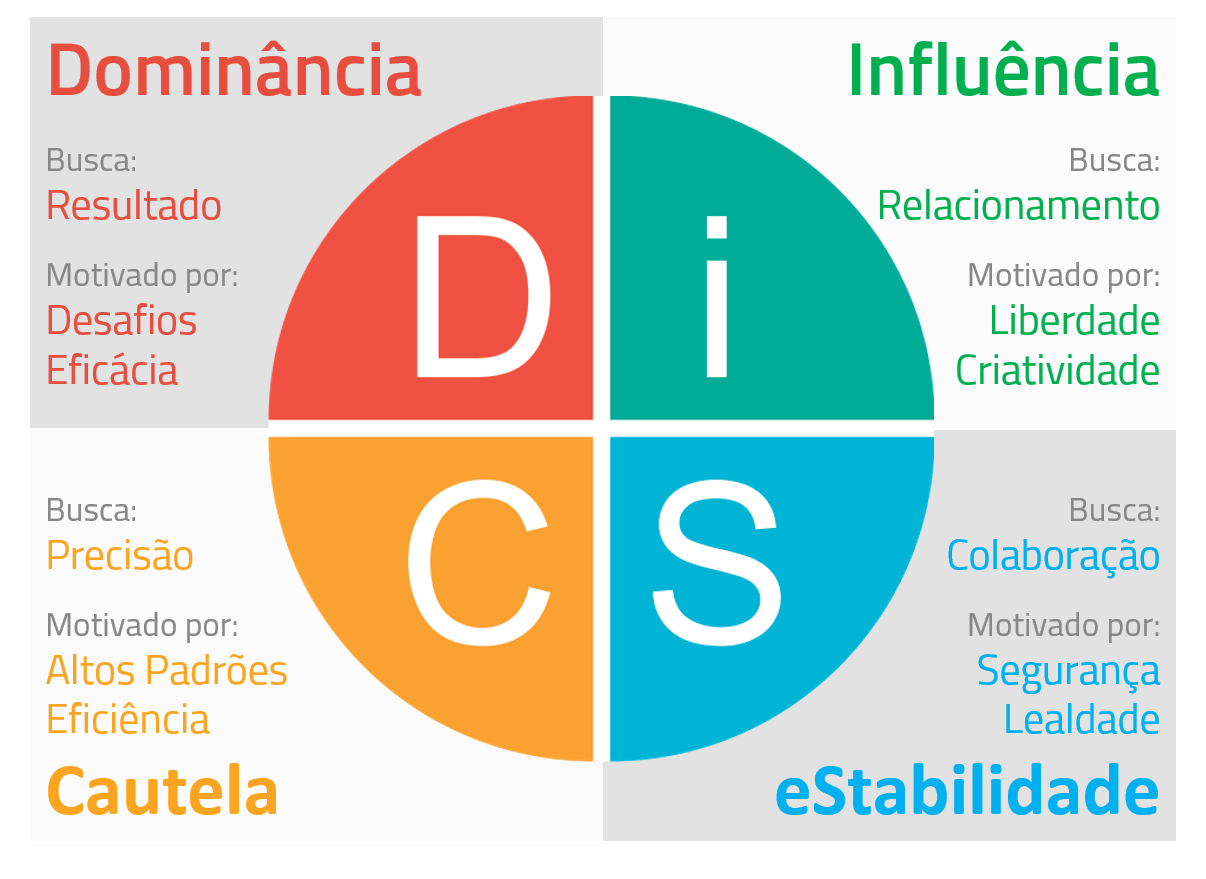 Dominância
Busca:
Resultado
Motivado por:
Desafios
Eficácia
Influência
Busca:
Relacionamento
Motivado por:
Liberdade
Criatividade
D
i
C
S
Busca:
Precisão
Motivado por:
Altos Padrões
Eficiência
Cautela
Busca:
Colaboração
Motivado por:
Segurança
Lealdade
eStabilidade